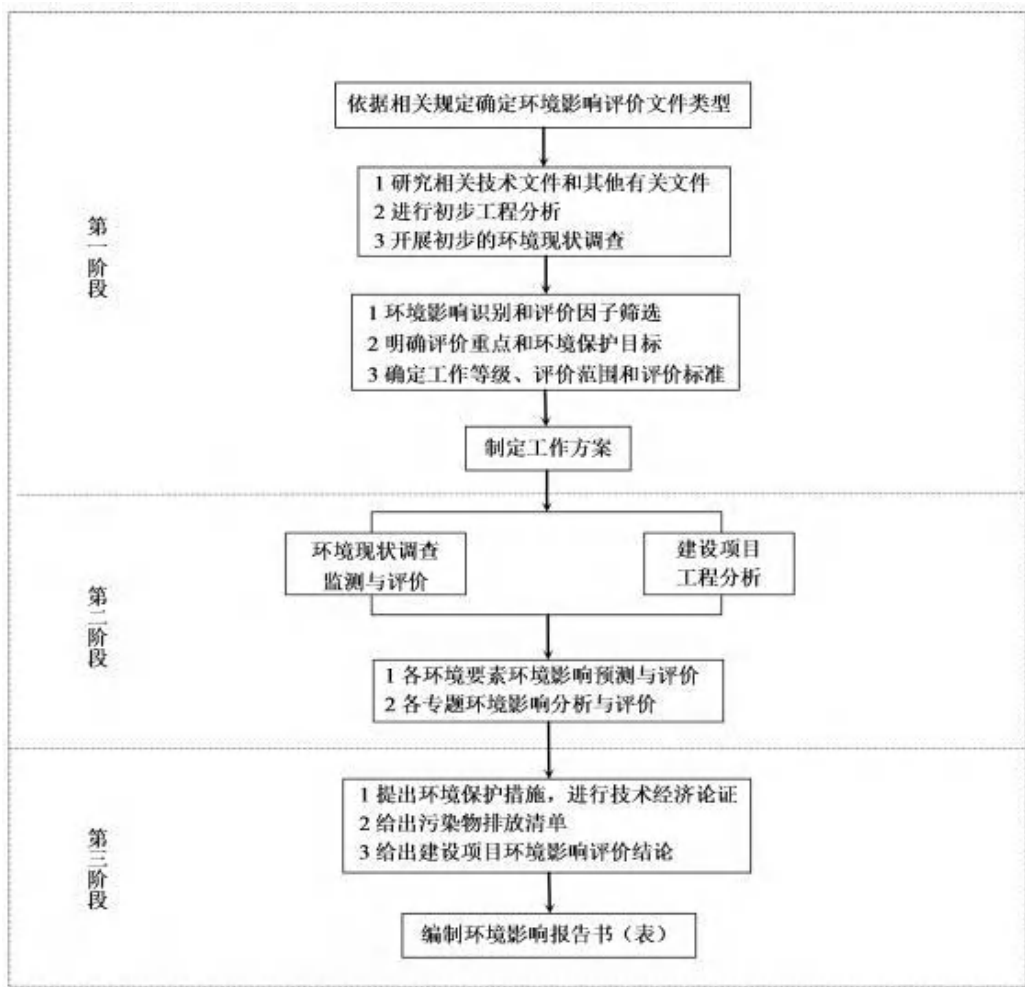 第一阶段
依据相关规定确定环境影响评价文件类型
1 研究相关技术文件和其他有关文件
2 进行初步工程分析
3 开展初步的环境现状调查
1 环境影响识别和评价因子筛选
2 明确评价重点和环境保护目标
3 确定工作等级、评价范围和评价标准
制定工作方案
第二阶段
环境现状调查
监测与评价
建设项目
工程分析
1 各环境要素环境影响预测与评价
2 各专题环境影响分析与评价
第三阶段
1 提出环境保护措施，进行技术经济论证
2 给出污染物排放清单
3 给出建设项目环境影响评价结论
编制环境影响报告书（表）